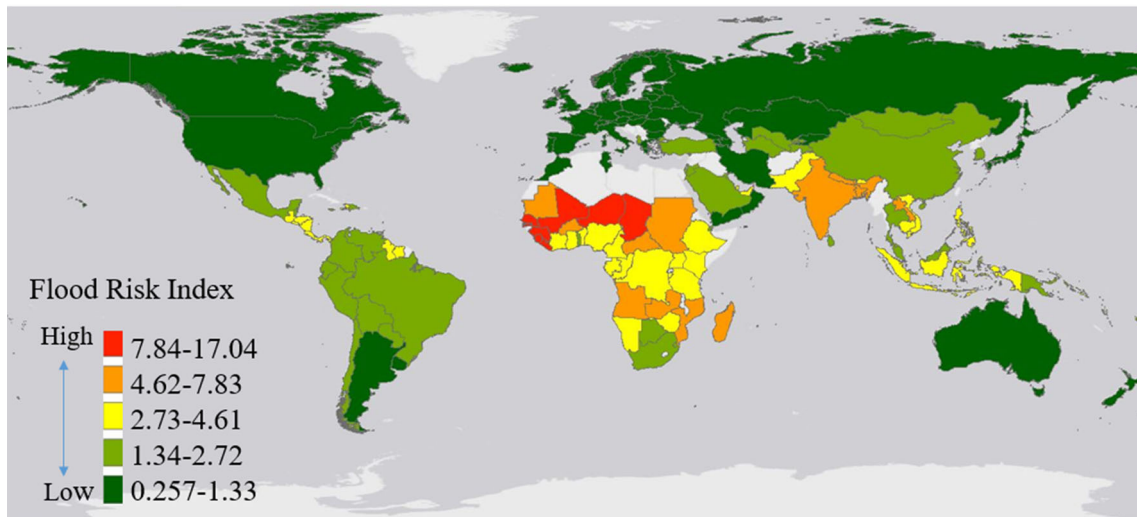 Flood Risk Index
High
7.84-17.04
4.62-7.83
2.73-4.61
1.34-2.72
Low
0.257-1.33